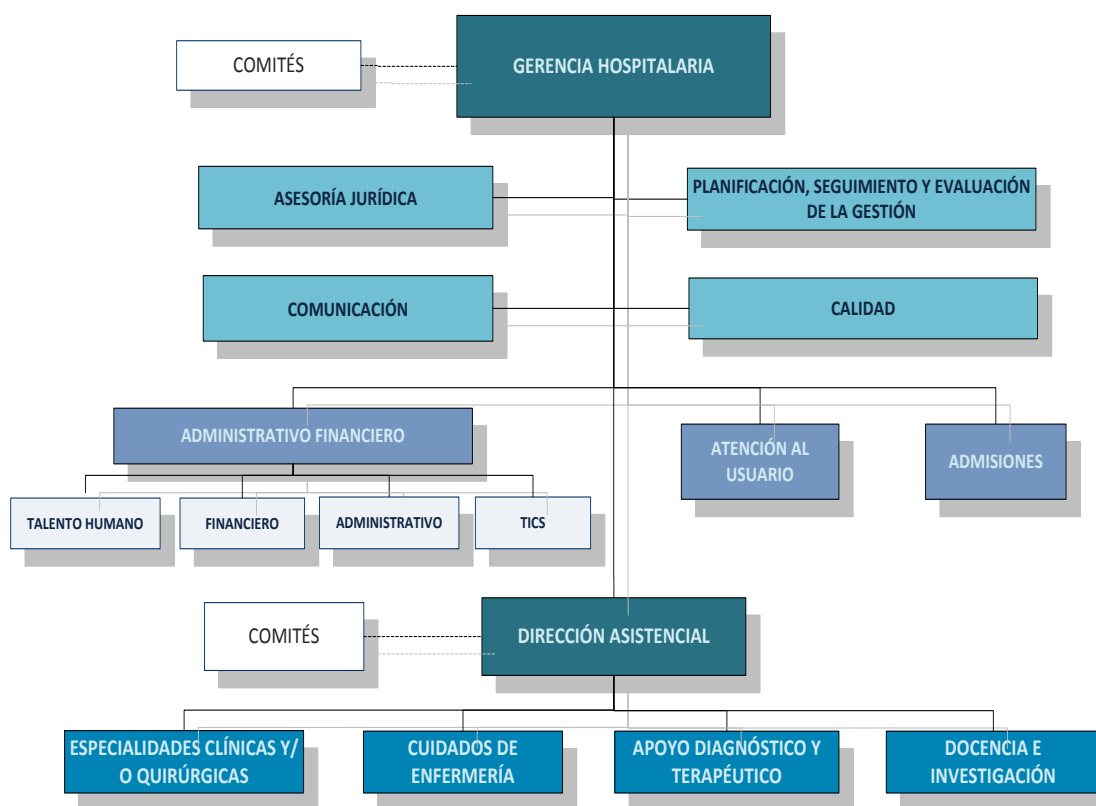 COMITÉS
GERENCIA HOSPITALARIA
ASESORÍA JURÍDICA
PLANIFICACIÓN, SEGUIMIENTO Y EVALUACIÓN
DE LA GESTIÓN
COMUNICACIÓN
CALIDAD
ADMINISTRATIVO FINANCIERO
ATENCIÓN AL
USUARIO
ADMISIONES
TALENTO HUMANO
FINANCIERO
ADMINISTRATIVO
TICS
COMITÉS
DIRECCIÓN ASISTENCIAL
ESPECIALIDADES CLÍNICAS Y/
O QUIRÚRGICAS
CUIDADOS DE
ENFERMERÍA
APOYO DIAGNÓSTICO Y
TERAPÉUTICO
DOCENCIA E
INVESTIGACIÓN